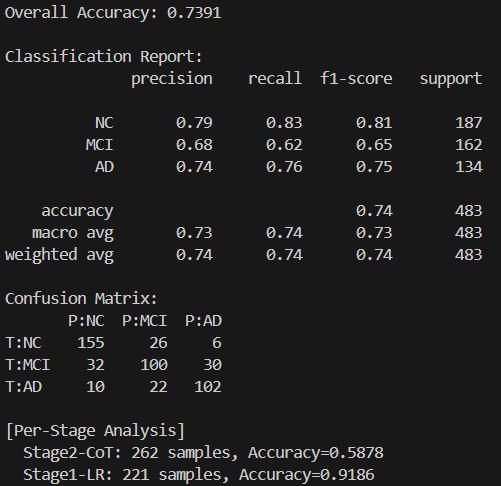 Overall Accuracy: 0.7391
Classification Report:
precision recall f1-score support
NC 0.79 0.83 0.81 187
MCI 0.68 0.62 0.65 162
AD 0.74 0.76 0.75 134
accuracy 0.74 483
macro avg 0.73 0.74 0.73 483
weighted avg 0.74 0.74 0.74 483
Confusion Matrix:
P:NC P:MCI P:AD
T:NC 155 26 6
T:MCI 32 100 30
T:AD 10 22 102
[Per-Stage Analysis]
Stage2-CoT: 262 samples, Accuracy=0.5878
Stage1-LR: 221 samples, Accuracy=0.9186